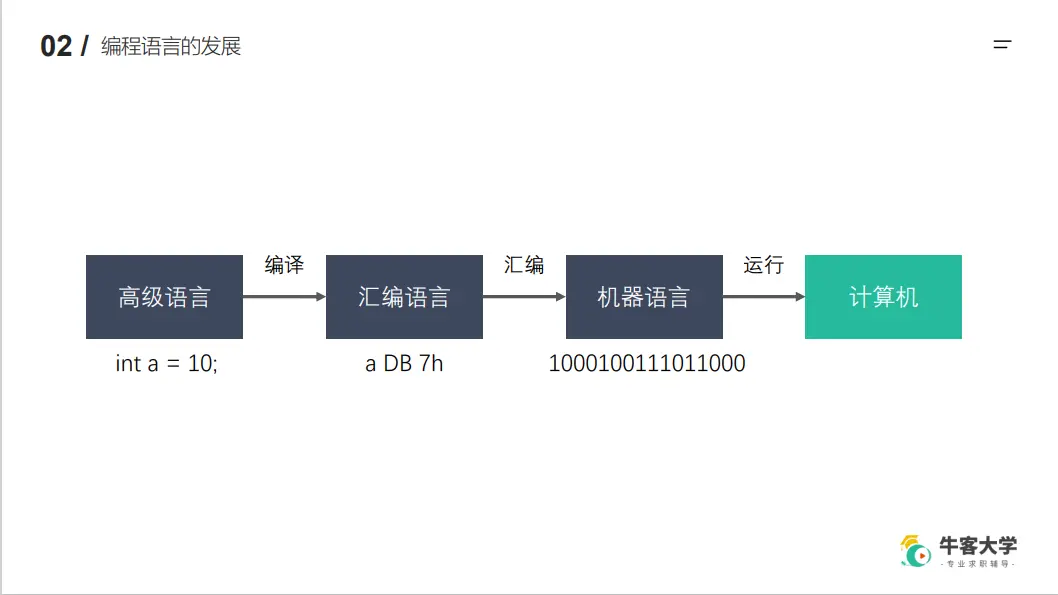 02 / 编程语言的发展
编译 汇编 运行
高级语言 汇编语言 机器语言 计算机
int a = 10; a DB 7h 1000100111011000
牛客大学
- 专业求职辅导 -